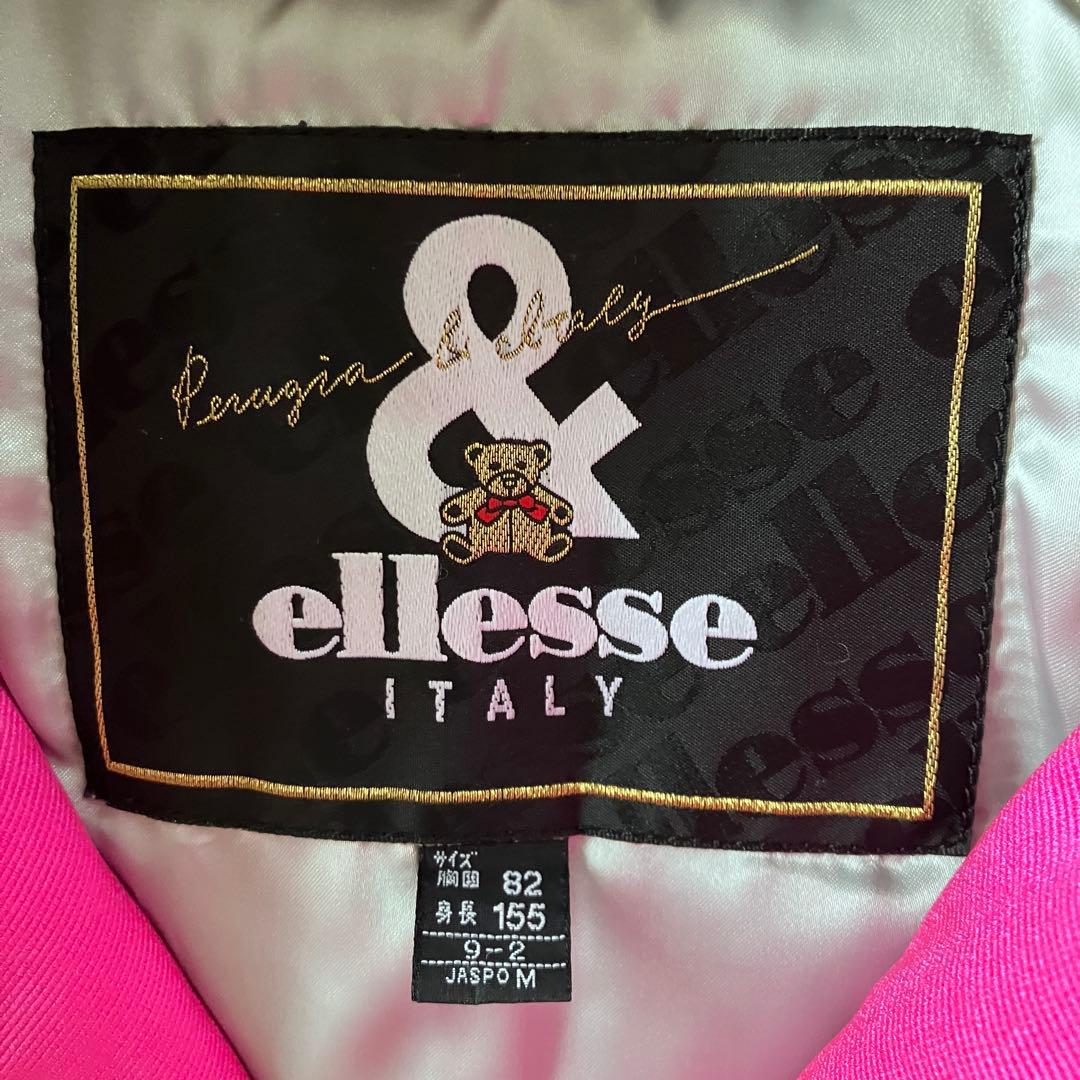 &
Perugia & Italy
ellesse
ITALY
サイズ
胸囲 82
身長 155
9-2
JASPO M